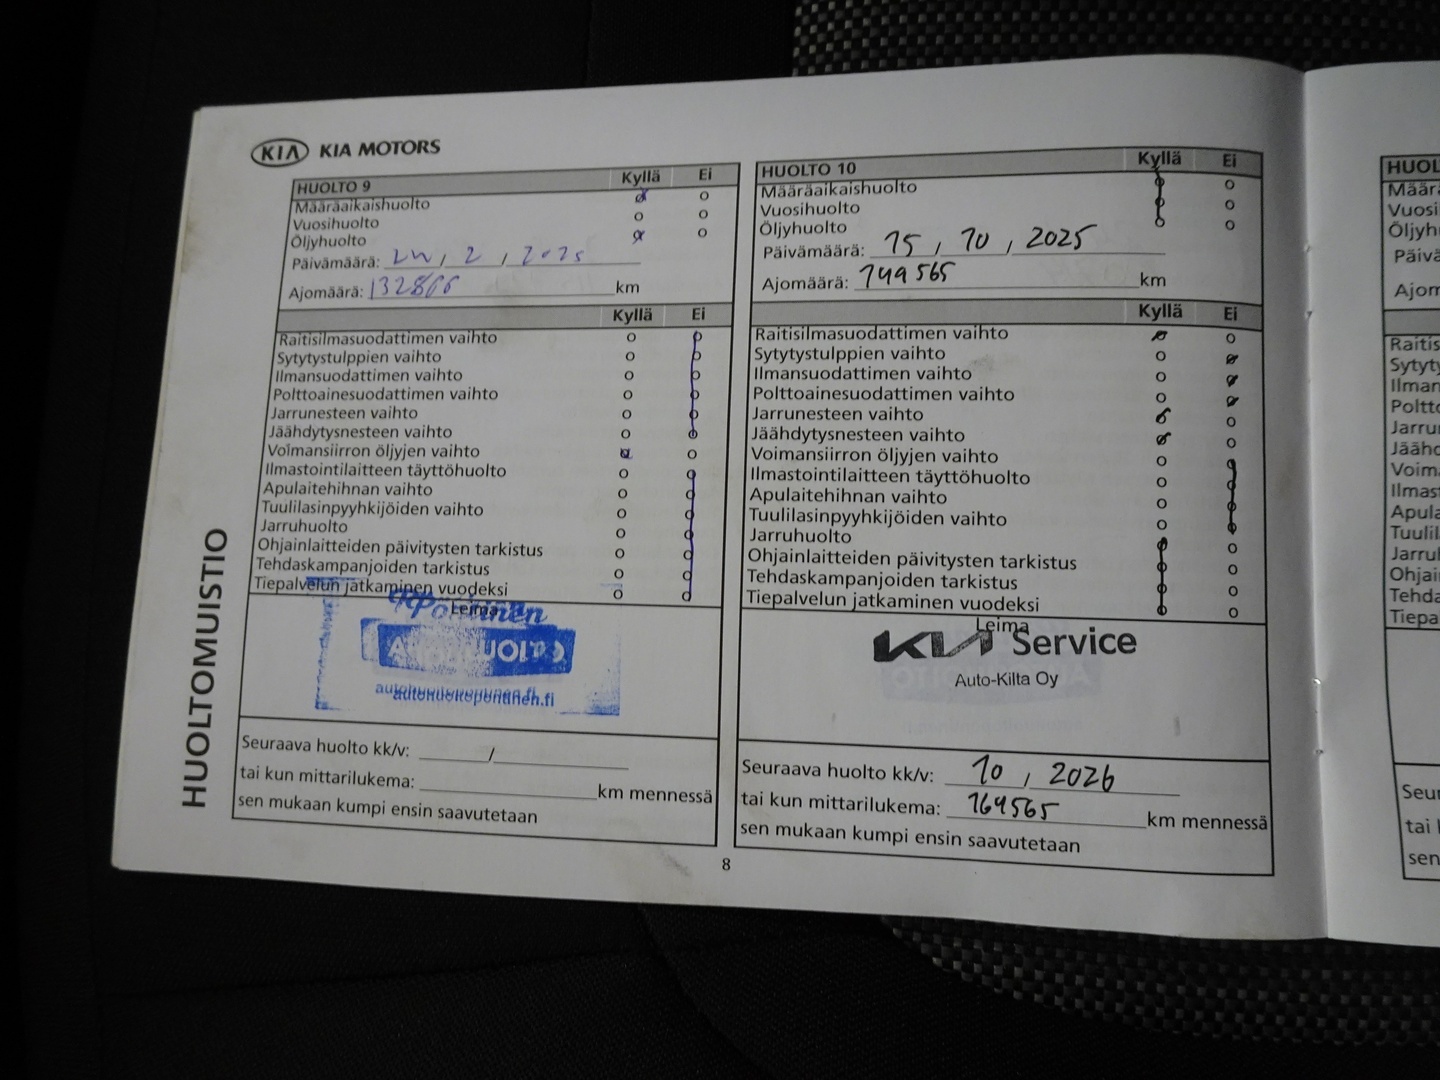 KIA KIA MOTORS
HUOLTOMUISTIO
HUOLTO 9 Kyllä Ei
Määräaikaishuolto
Vuosihuolto
Öljyhuolto
Päivämäärä: , 2 , 2025
Ajomäärä: km
Kyllä Ei
Raitisilmasuodattimen vaihto
Sytytystulppien vaihto
Ilmansuodattimen vaihto
Polttoainesuodattimen vaihto
Jarrunesteen vaihto
Jäähdytysnesteen vaihto
Voimansiirron öljyjen vaihto
Ilmastointilaitteen täyttöhuolto
Apulaitehihnan vaihto
Tuulilasinpyyhkijöiden vaihto
Jarruhuolto
Ohjainlaitteiden päivitysten tarkistus
Tehdaskampanjoiden tarkistus
Tiepalvelun jatkaminen vuodeksi
Leima
Seuraava huolto kk/v: /
tai kun mittarilukema: km mennessä
sen mukaan kumpi ensin saavutetaan
HUOLTO 10 Kyllä Ei
Määräaikaishuolto
Vuosihuolto
Öljyhuolto
Päivämäärä: 15 , 10 , 2025
Ajomäärä: 149565 km
Kyllä Ei
Raitisilmasuodattimen vaihto
Sytytystulppien vaihto
Ilmansuodattimen vaihto
Polttoainesuodattimen vaihto
Jarrunesteen vaihto
Jäähdytysnesteen vaihto
Voimansiirron öljyjen vaihto
Ilmastointilaitteen täyttöhuolto
Apulaitehihnan vaihto
Tuulilasinpyyhkijöiden vaihto
Jarruhuolto
Ohjainlaitteiden päivitysten tarkistus
Tehdaskampanjoiden tarkistus
Tiepalvelun jatkaminen vuodeksi
Leima
KIA Service
Auto-Kilta Oy
Seuraava huolto kk/v: 10 , 2026
tai kun mittarilukema: 164565 km mennessä
sen mukaan kumpi ensin saavutetaan
8